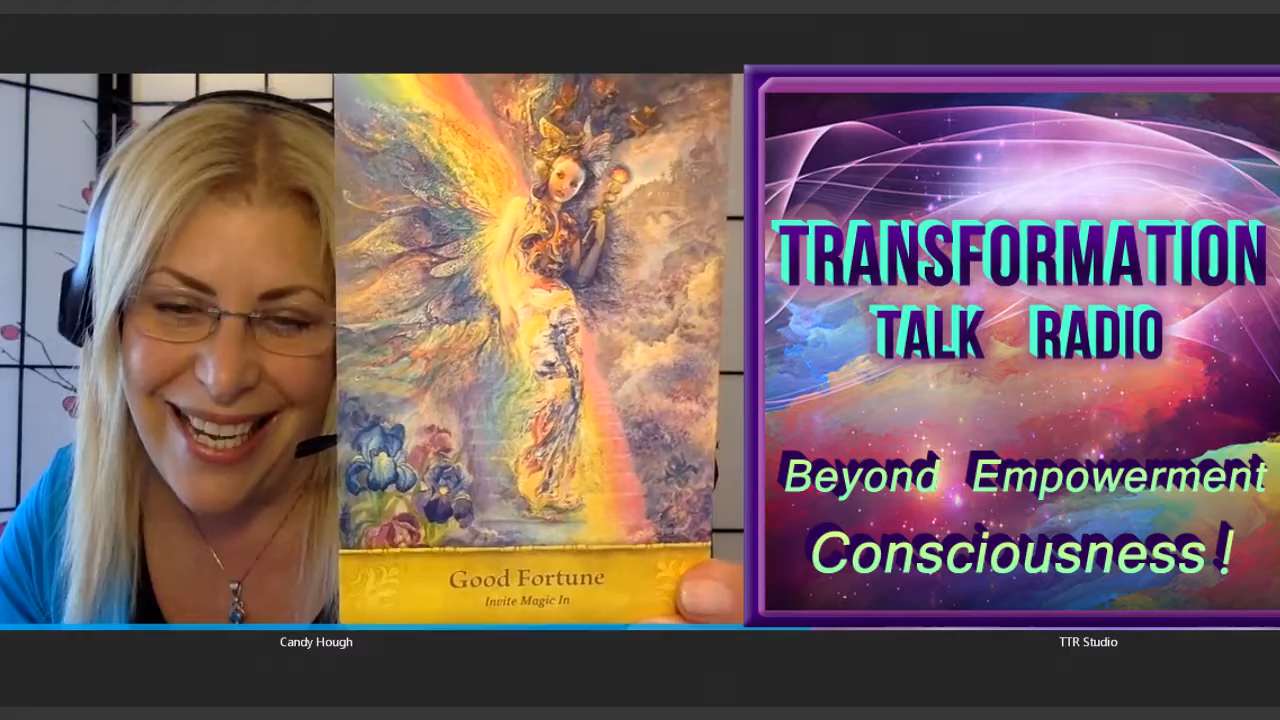 Good Fortune
Invite Magic In
TRANSFORMATION
TALK RADIO
Beyond Empowerment
Consciousness!
Candy Hough
TTR Studio